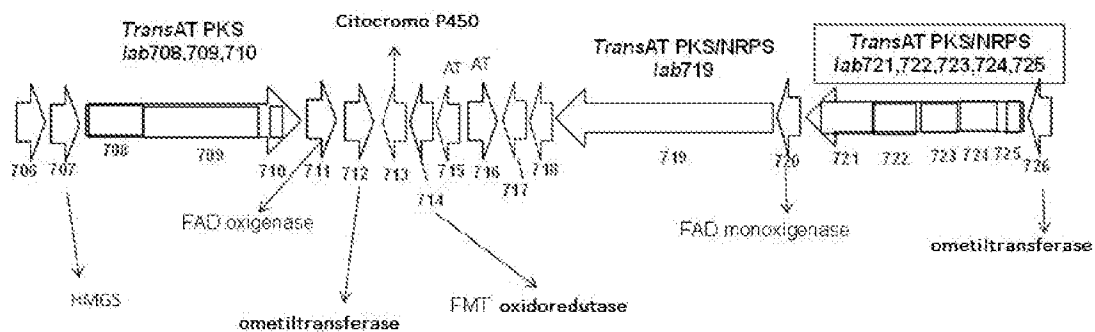 Citocromo P450
TransAT PKS
lab708,709,710
TransAT PKS/NRPS
lab719
TransAT PKS/NRPS
lab721,722,723,724,725
AT AT
706 707 708 709 710 711 712 713 714 715 716 717 718 719 720 721 722 723 724 725 726
FAD oxigenase
FAD monoxigenase
ometiltransferase
HMGS
ometiltransferase
FMT oxidoredutase